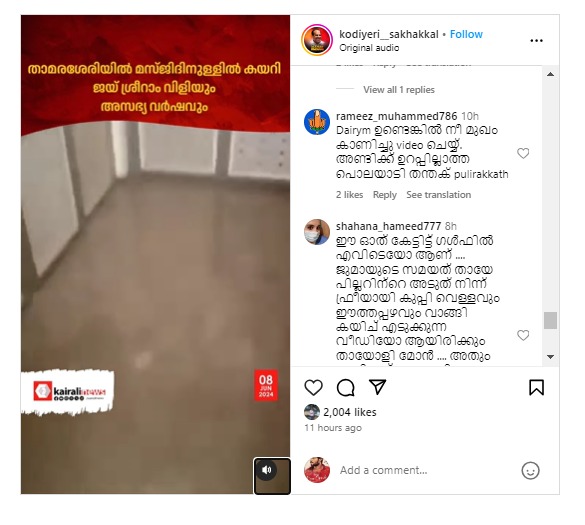 താമരശേരിയിൽ മസ്ജിദിനുള്ളിൽ കയറി
ജയ് ശ്രീറാം വിളിയും
അസഭ്യ വർഷവും
kairali news
08
JUN
2024
kodiyeri__sakhakkal • Follow
Original audio
View all 1 replies
rameez_muhammed786 10h
Dairym ഉണ്ടെങ്കിൽ നീ മുഖം
കാണിച്ചു video ചെയ്യ്.
അണ്ടിക്ക് ഉറപ്പില്ലാത്ത
പൊലയാടി തന്തക് pulirakkath
2 likes Reply See translation
shahana_hameed777 8h
ഈ ഓത് കേട്ടിട്ട് ഗൾഫിൽ
എവിടെയോ ആണ് ....
ജുമായുടെ സമയത് തായേ
പില്ലറിന്റെ അടുത് നിന്ന്
ഫ്രീയായി കുപ്പി വെള്ളവും
ഈത്തപ്പഴവും വാങ്ങി
കയിച് എടുക്കുന്ന
വീഡിയോ ആയിരിക്കും
തായോളി മോൻ .... അതും
2,004 likes
11 hours ago
Add a comment...